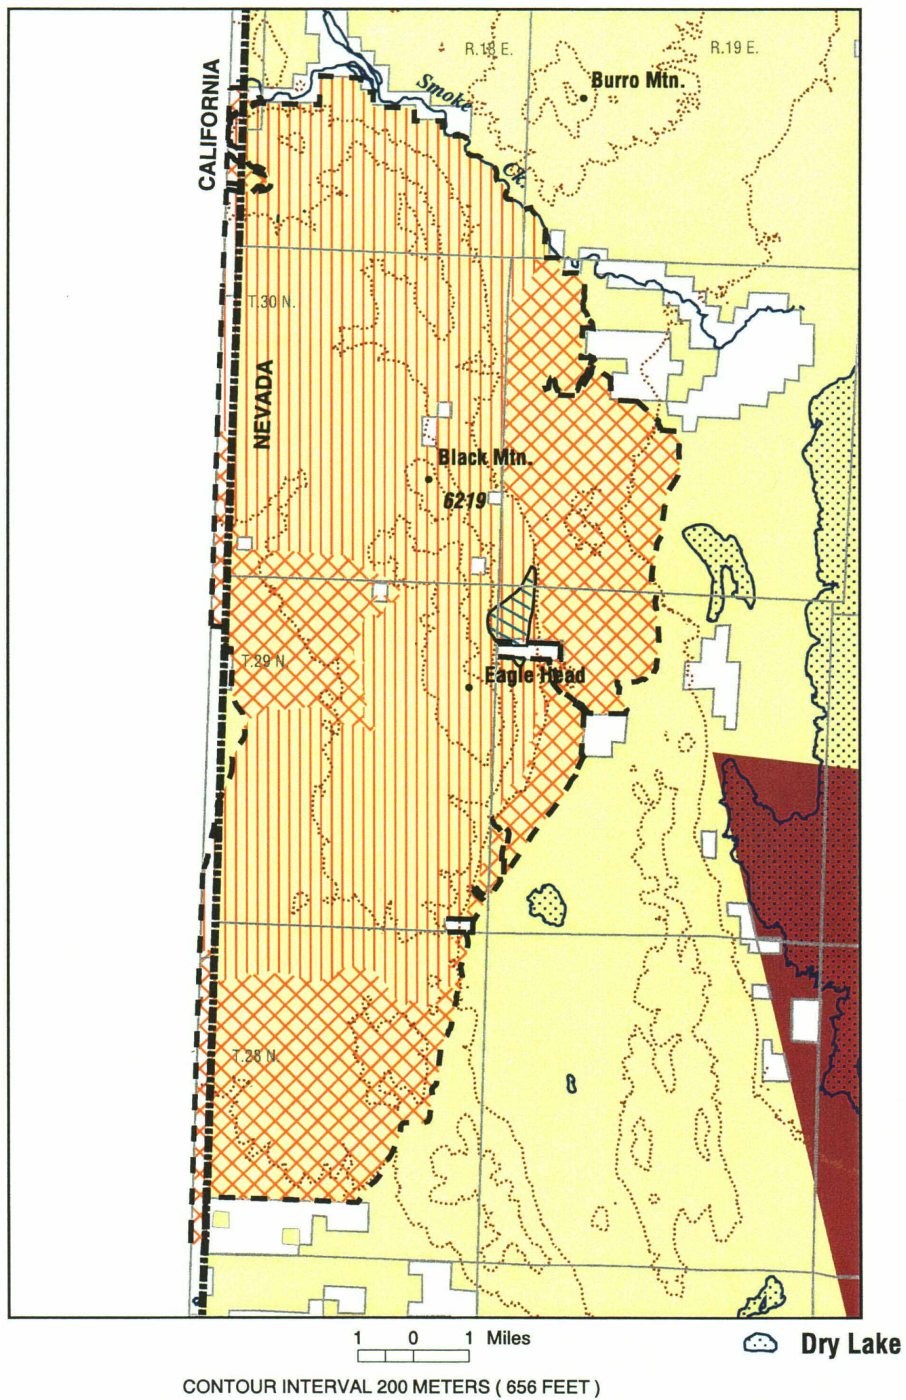 R.18 E.
R.19 E.
CALIFORNIA
Smoke
Ck.
Burro Mtn.
T.30 N.
NEVADA
Black Mtn.
6219
T.29 N.
Eagle Head
T.28 N.
1 0 1 Miles
Dry Lake
CONTOUR INTERVAL 200 METERS ( 656 FEET )